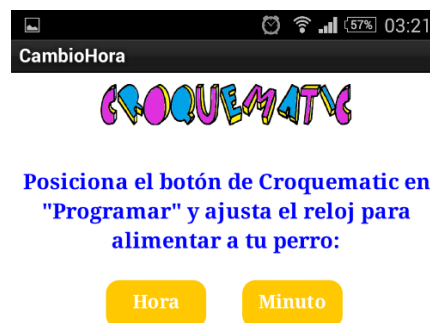 57% 03:21
CambioHora
CROQUEMATIC
Posiciona el botón de Croquematic en
"Programar" y ajusta el reloj para
alimentar a tu perro:
Hora Minuto